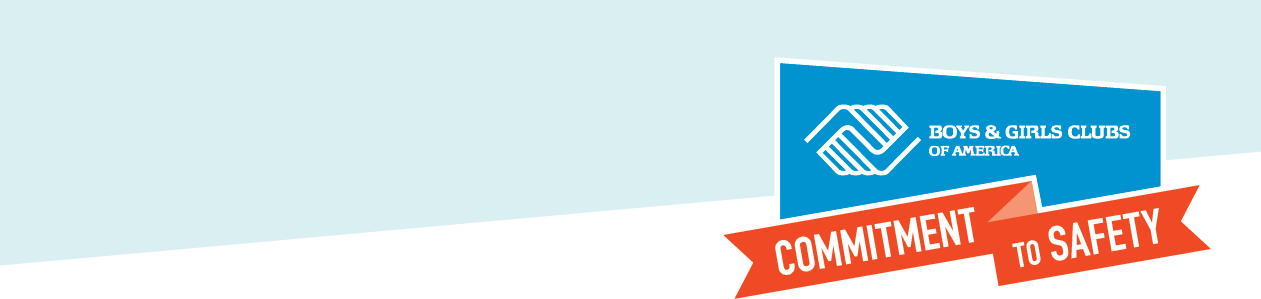 BOYS & GIRLS CLUBS
OF AMERICA
COMMITMENT
TO SAFETY